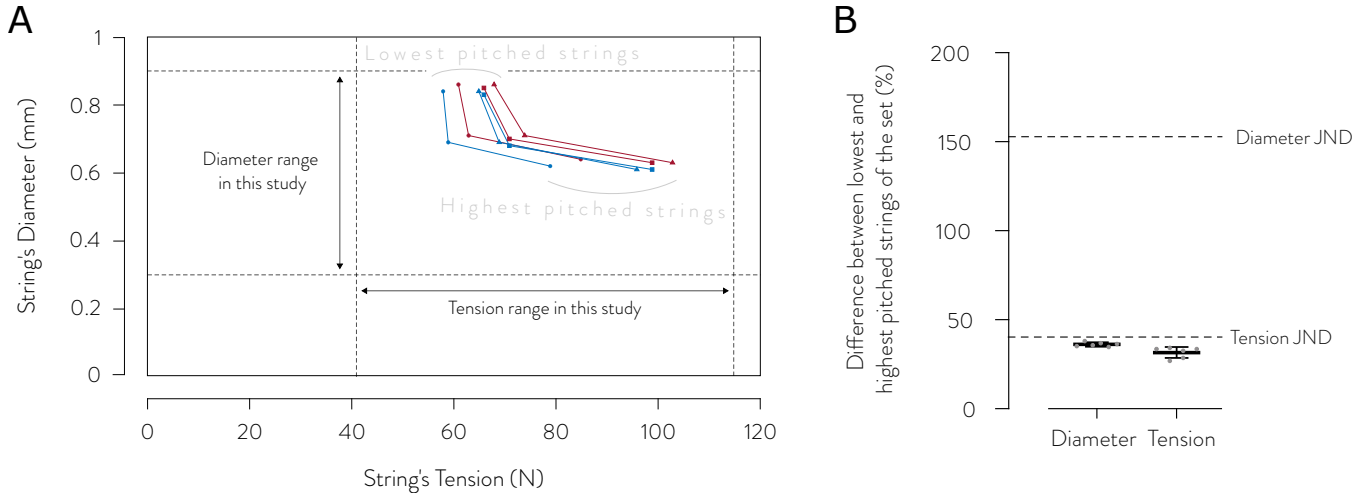 A
String's Diameter (mm)
1
0.8
0.6
0.4
0.2
0
Lowest pitched strings
Diameter range
in this study
Highest pitched strings
Tension range in this study
0
20
40
60
80
100
120
String's Tension (N)
B
Difference between lowest and
highest pitched strings of the set (%)
200
150
100
50
0
Diameter JND
Tension JND
Diameter
Tension